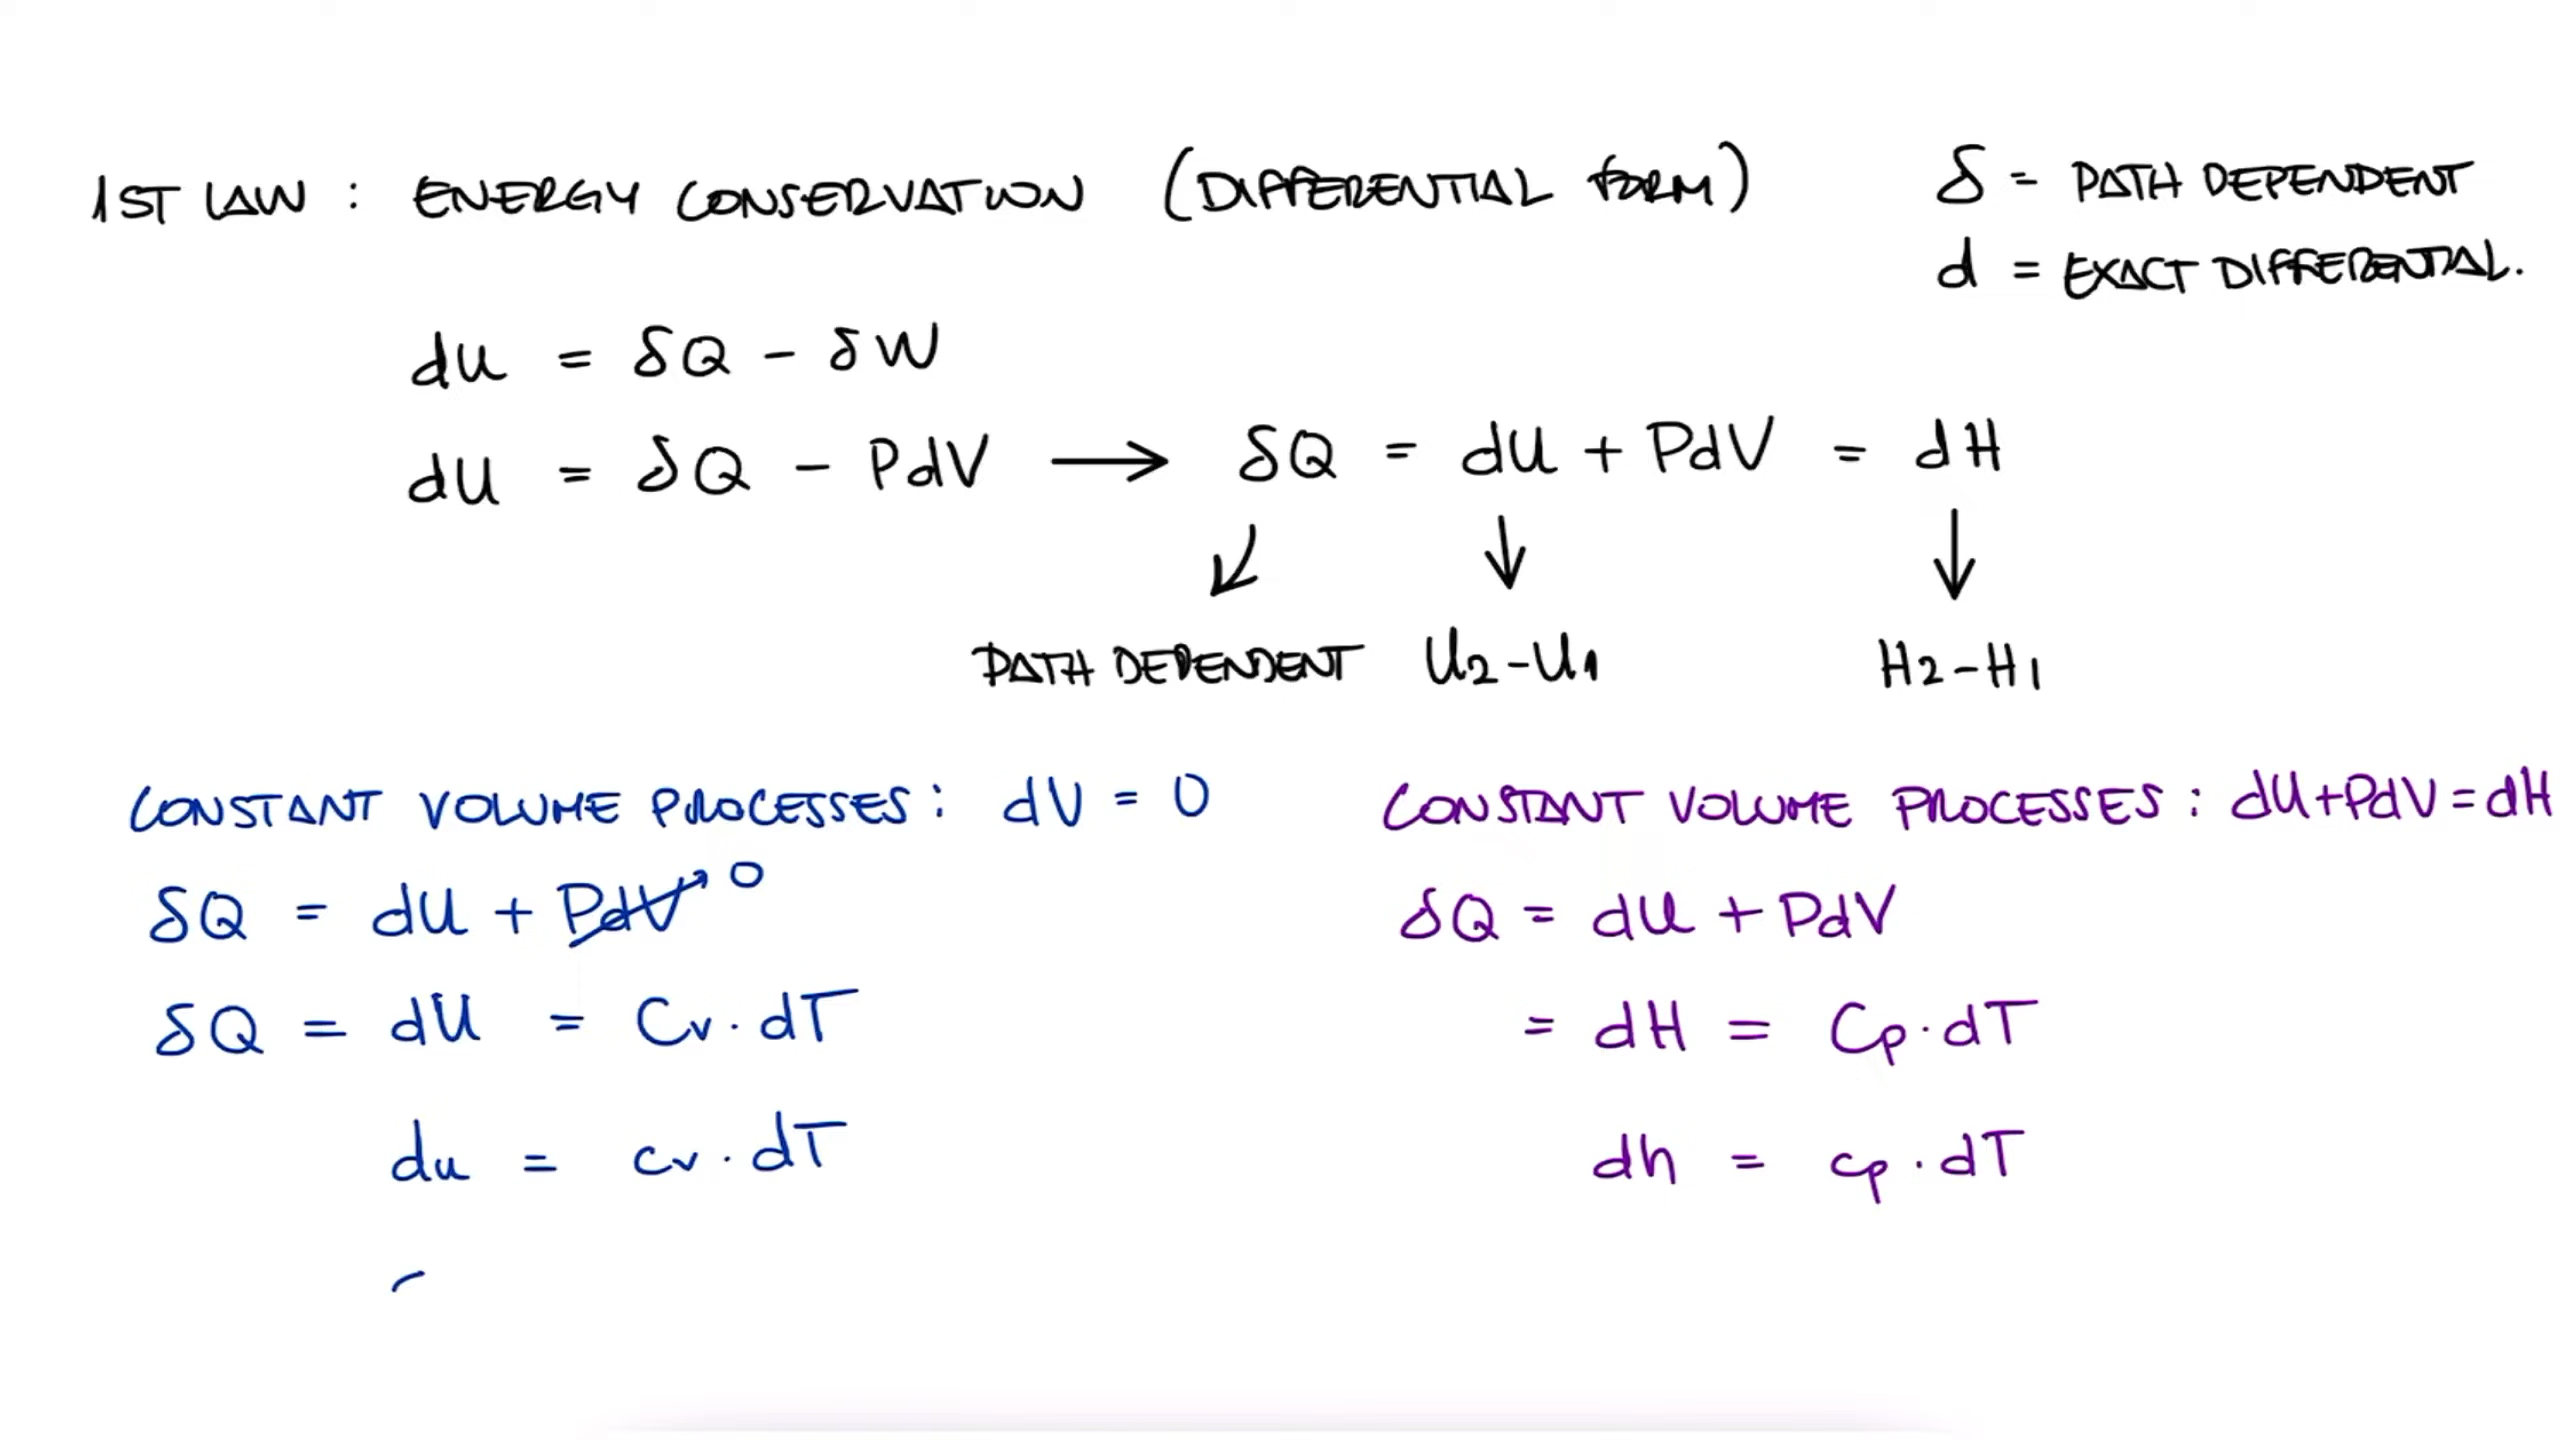 1ST LAW : ENERGY CONSERVATION (DIFFERENTIAL FORM)
δ = PATH DEPENDENT
d = EXACT DIFFERENTIAL.
du = δQ - δW
dU = δQ - PdV → δQ = dU + PdV = dH
PATH DEPENDENT U2-U1 H2-H1
CONSTANT VOLUME PROCESSES: dV = 0
δQ = dU + PdV 0
δQ = dU = Cv·dT
du = cv·dT
CONSTANT VOLUME PROCESSES: dU+PdV=dH
δQ = dU + PdV
= dH = Cp·dT
dh = cp·dT